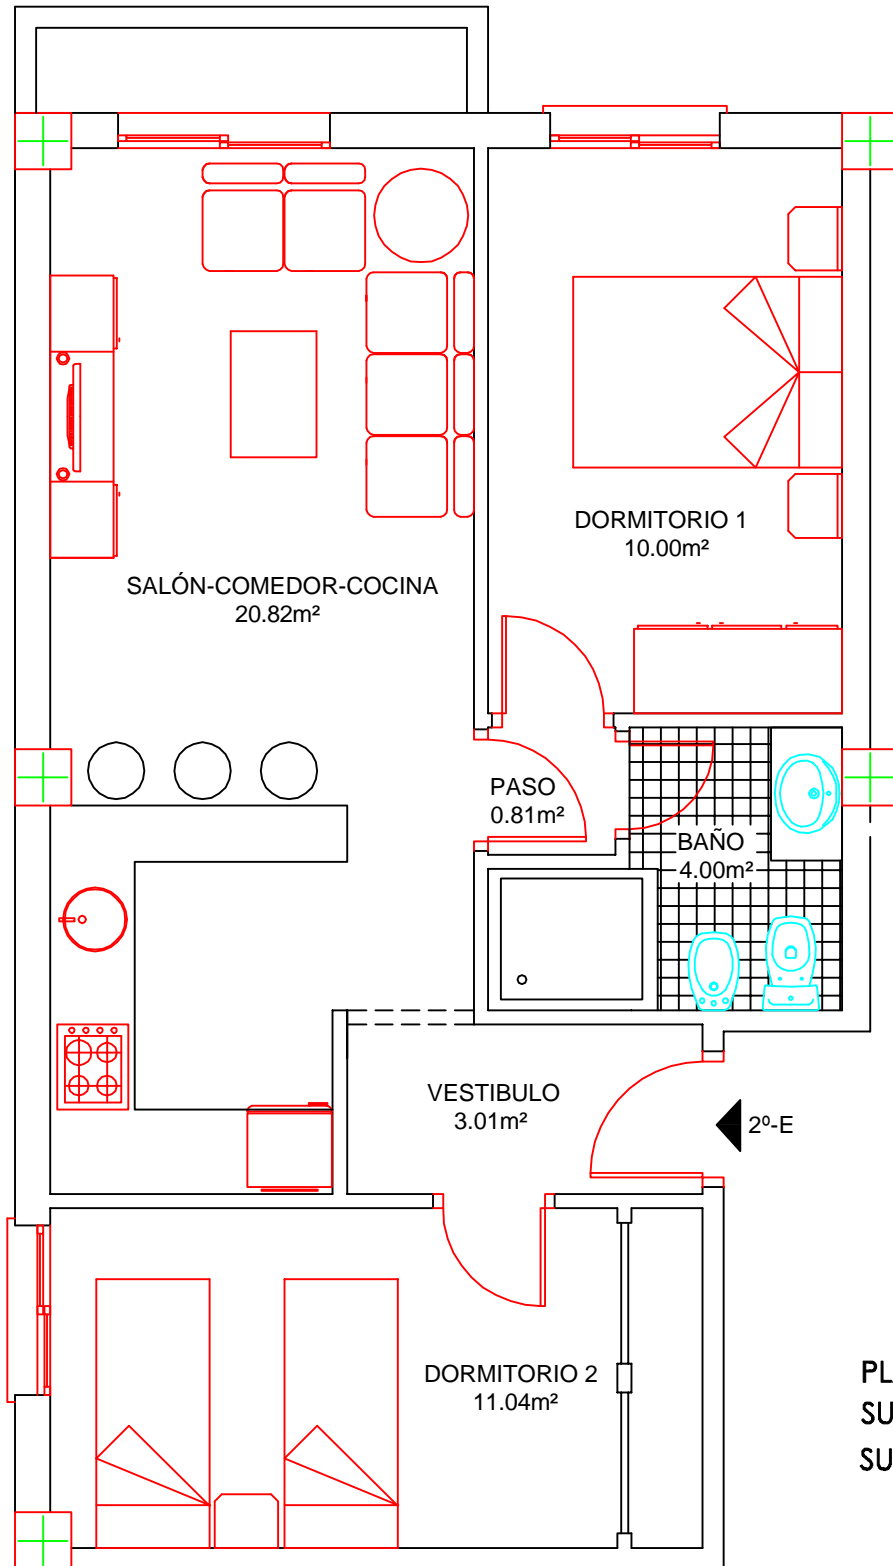 DORMITORIO 1
10.00m²
SALÓN-COMEDOR-COCINA
20.82m²
PASO
0.81m²
BAÑO
4.00m²
VESTIBULO
3.01m²
2º-E
DORMITORIO 2
11.04m²
PL
SU
SU